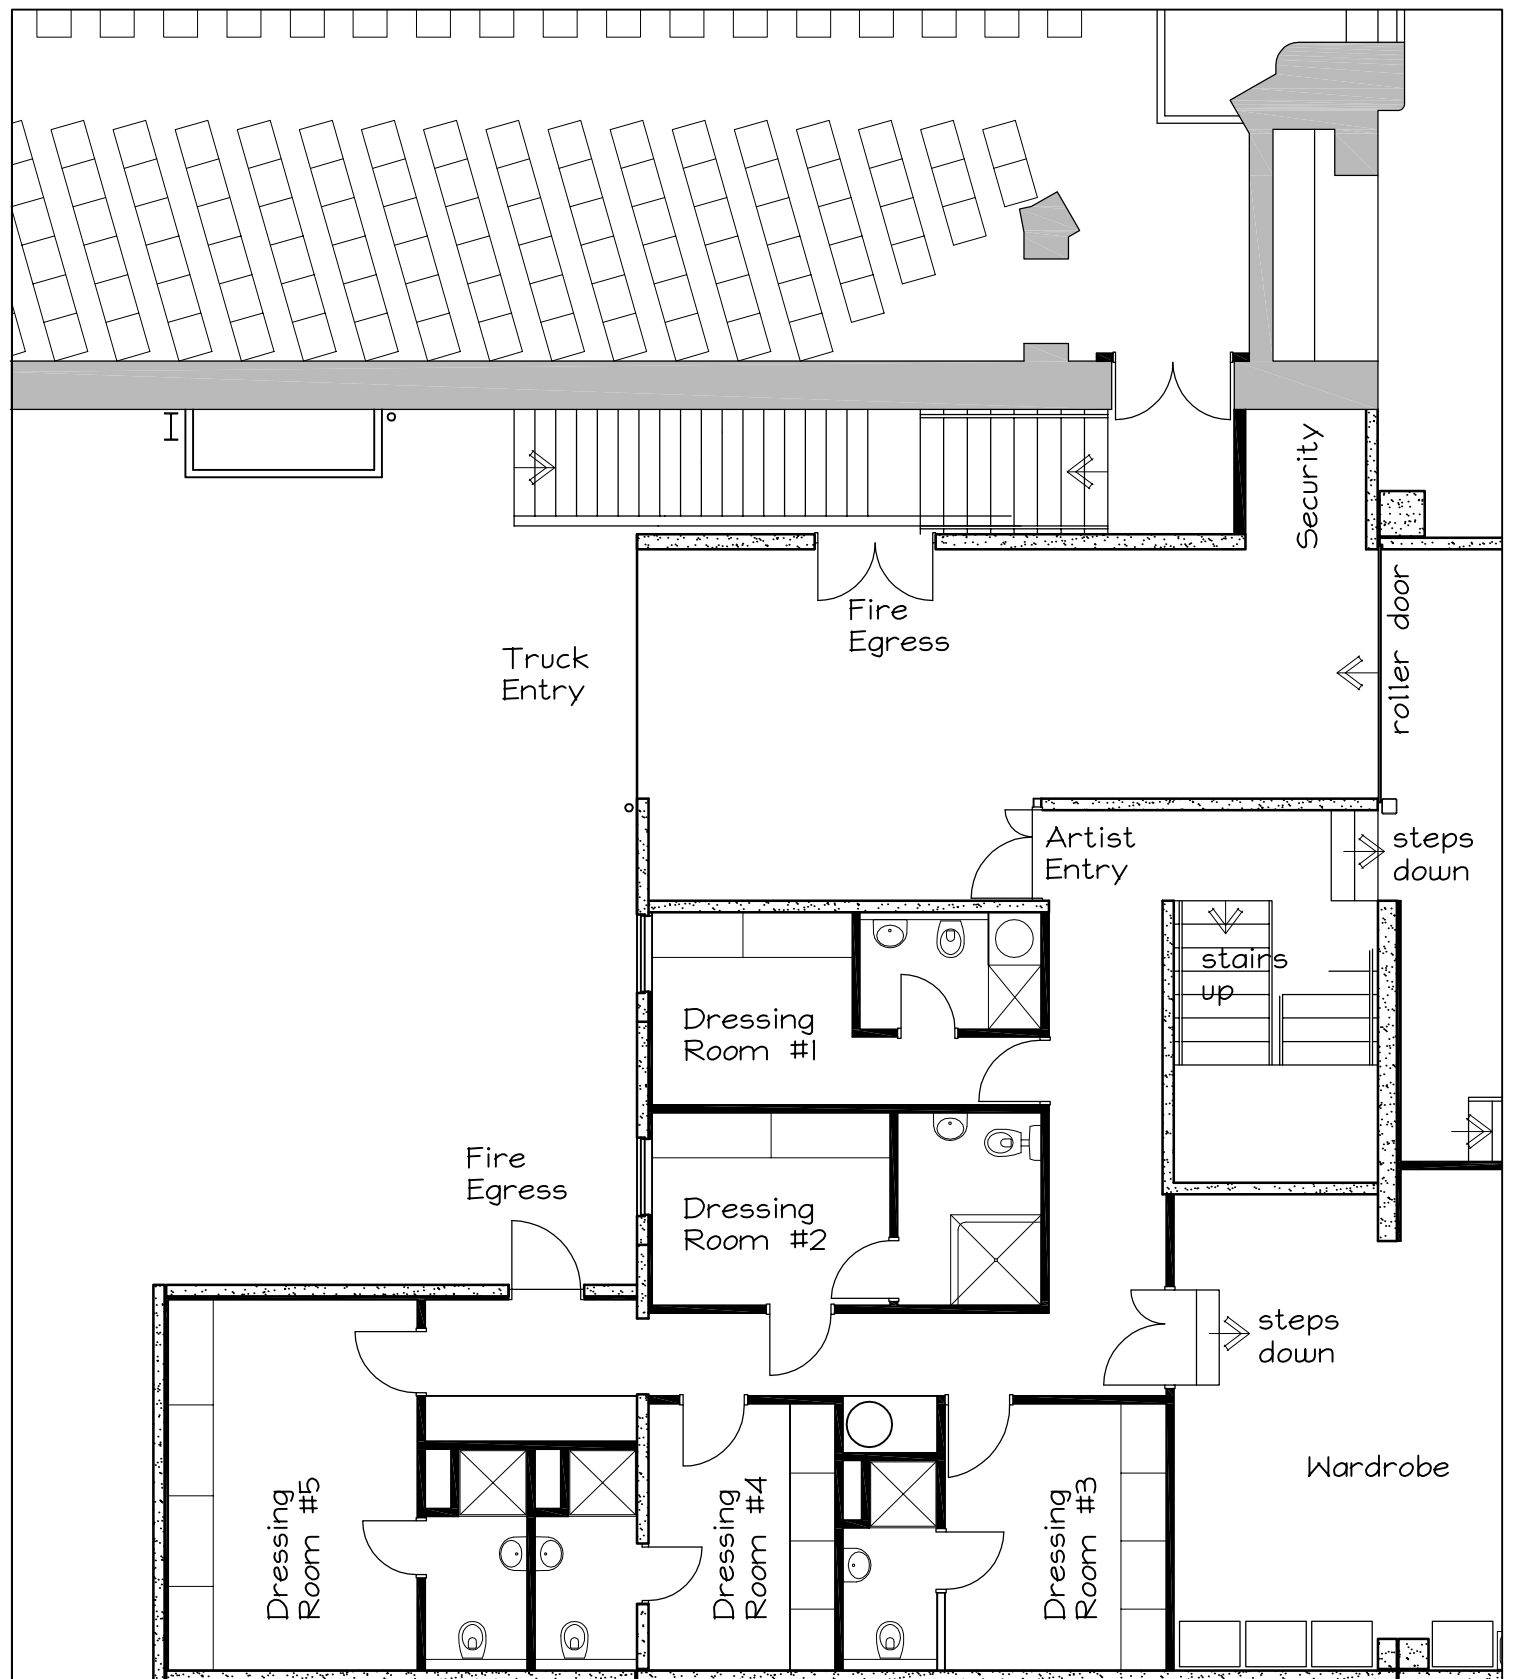 Security
Fire
Egress
roller door
Truck
Entry
Artist
Entry
steps
down
stairs
up
Dressing
Room #1
Fire
Egress
Dressing
Room #2
steps
down
Wardrobe
Dressing
Room #5
Dressing
Room #4
Dressing
Room #3